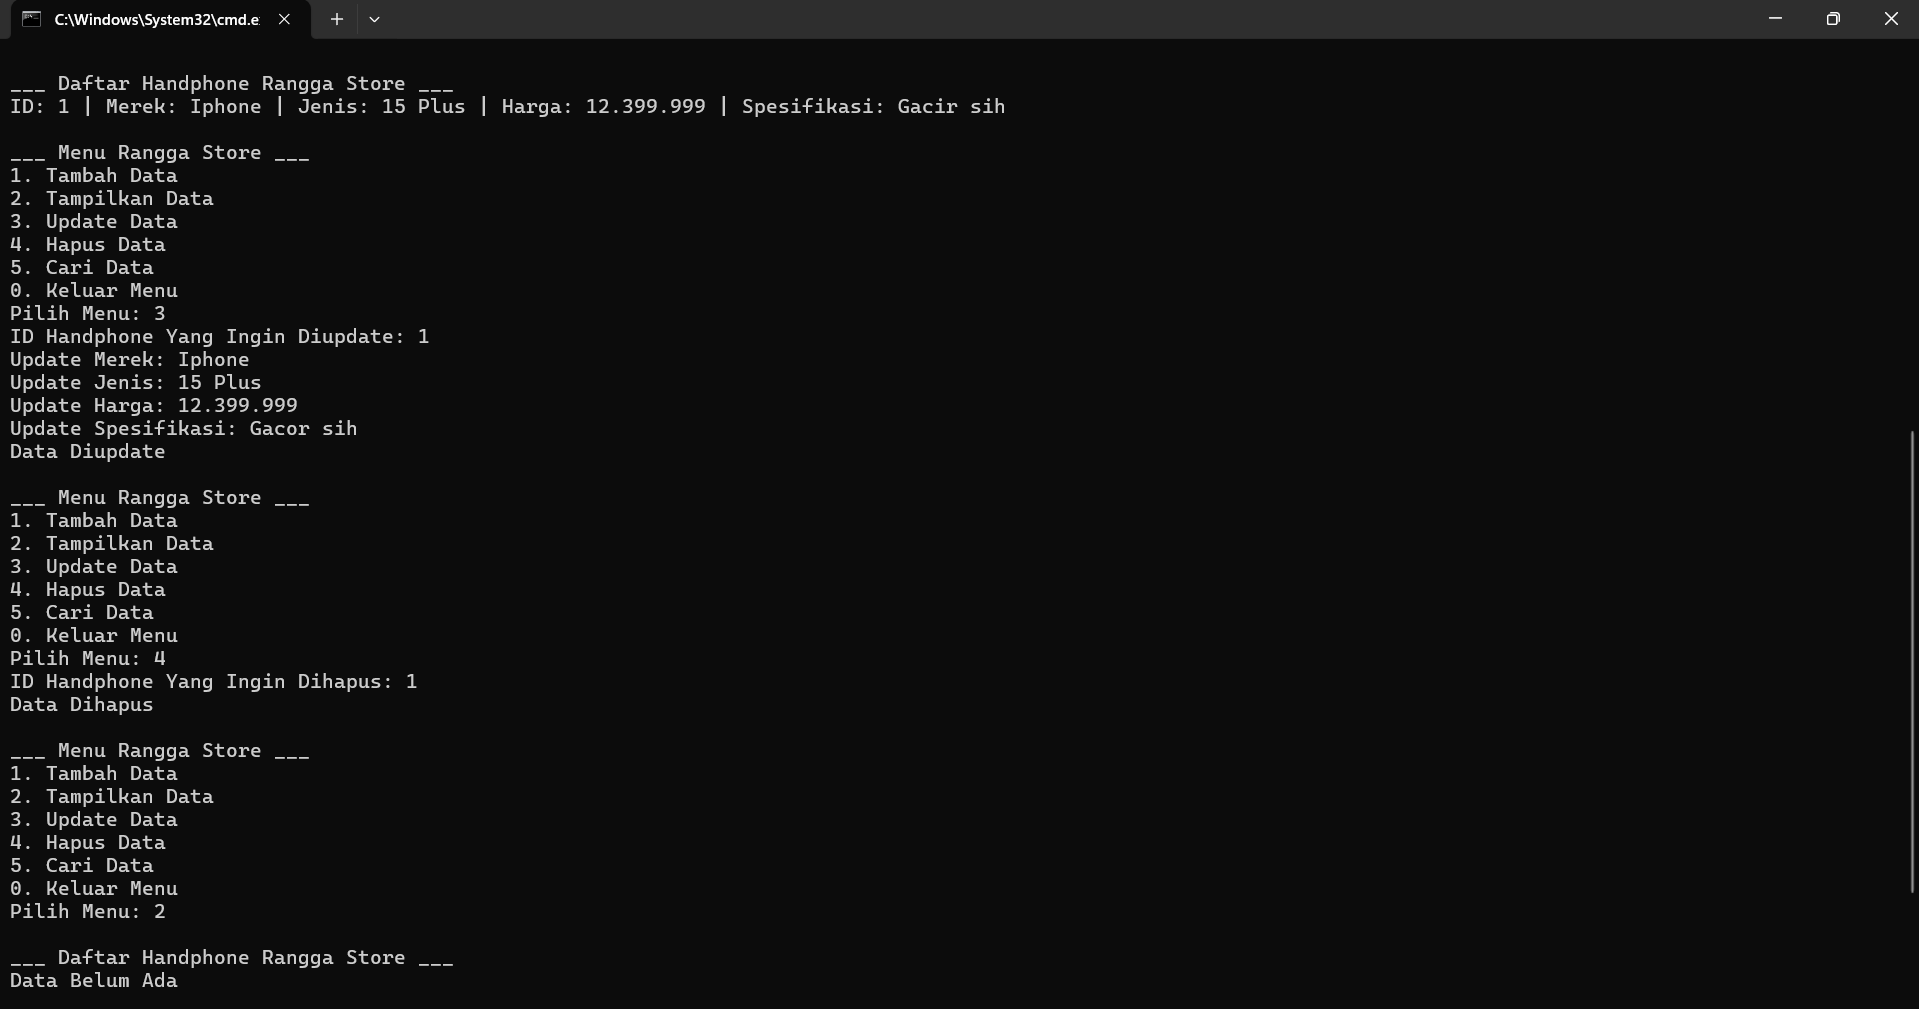 C:\Windows\System32\cmd.e
___ Daftar Handphone Rangga Store ___
ID: 1 | Merek: Iphone | Jenis: 15 Plus | Harga: 12.399.999 | Spesifikasi: Gacir sih
___ Menu Rangga Store ___
1. Tambah Data
2. Tampilkan Data
3. Update Data
4. Hapus Data
5. Cari Data
0. Keluar Menu
Pilih Menu: 3
ID Handphone Yang Ingin Diupdate: 1
Update Merek: Iphone
Update Jenis: 15 Plus
Update Harga: 12.399.999
Update Spesifikasi: Gacor sih
Data Diupdate
___ Menu Rangga Store ___
1. Tambah Data
2. Tampilkan Data
3. Update Data
4. Hapus Data
5. Cari Data
0. Keluar Menu
Pilih Menu: 4
ID Handphone Yang Ingin Dihapus: 1
Data Dihapus
___ Menu Rangga Store ___
1. Tambah Data
2. Tampilkan Data
3. Update Data
4. Hapus Data
5. Cari Data
0. Keluar Menu
Pilih Menu: 2
___ Daftar Handphone Rangga Store ___
Data Belum Ada